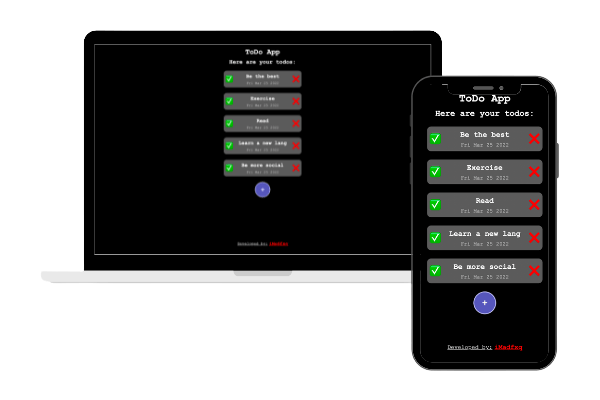 ToDo App
Here are your todos:
Be the best
Fri Mar 25 2022
Exercise
Fri Mar 25 2022
Read
Fri Mar 25 2022
Learn a new lang
Fri Mar 25 2022
Be more social
Fri Mar 25 2022
+
Developed by: iMadfxg
ToDo App
Here are your todos:
Be the best
Fri Mar 25 2022
Exercise
Fri Mar 25 2022
Read
Fri Mar 25 2022
Learn a new lang
Fri Mar 25 2022
Be more social
Fri Mar 25 2022
+
Developed by: